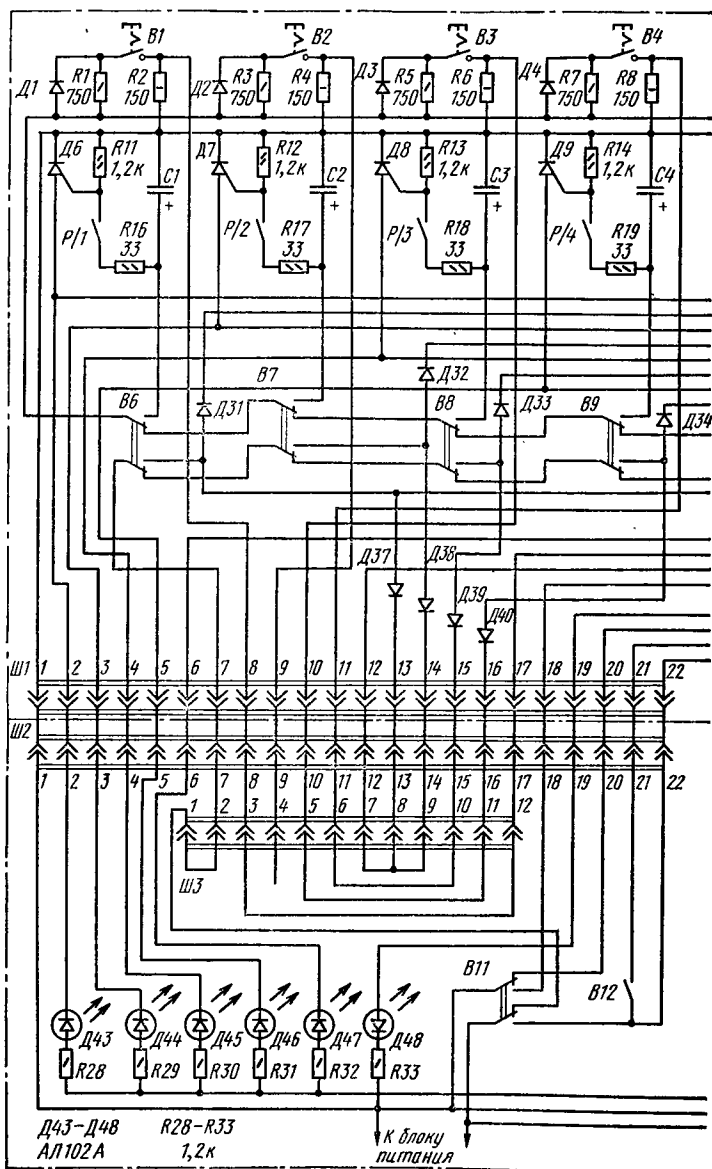 В1 В2 В3 В4
Д1 R1 750 R2 150 Д2 R3 750 R4 150 Д3 R5 750 R6 150 Д4 R7 750 R8 150
Д6 R11 1,2к С1 + Д7 R12 1,2к С2 + Д8 R13 1,2к С3 + Д9 R14 1,2к С4 +
Р/1 R16 33 Р/2 R17 33 Р/3 R18 33 Р/4 R19 33
В6 Д31 В7 Д32 В8 Д33 В9 Д34
Д37 Д38 Д39 Д40
Ш1 1 2 3 4 5 6 7 8 9 10 11 12 13 14 15 16 17 18 19 20 21 22
Ш2
1 2 3 4 5 6 7 8 9 10 11 12 13 14 15 16 17 18 19 20 21 22
1 2 3 4 5 6 7 8 9 10 11 12
Ш3
В11 В12
Д43 Д44 Д45 Д46 Д47 Д48
R28 R29 R30 R31 R32 R33
Д43–Д48 R28–R33 К блоку
АЛ102А 1,2к питания